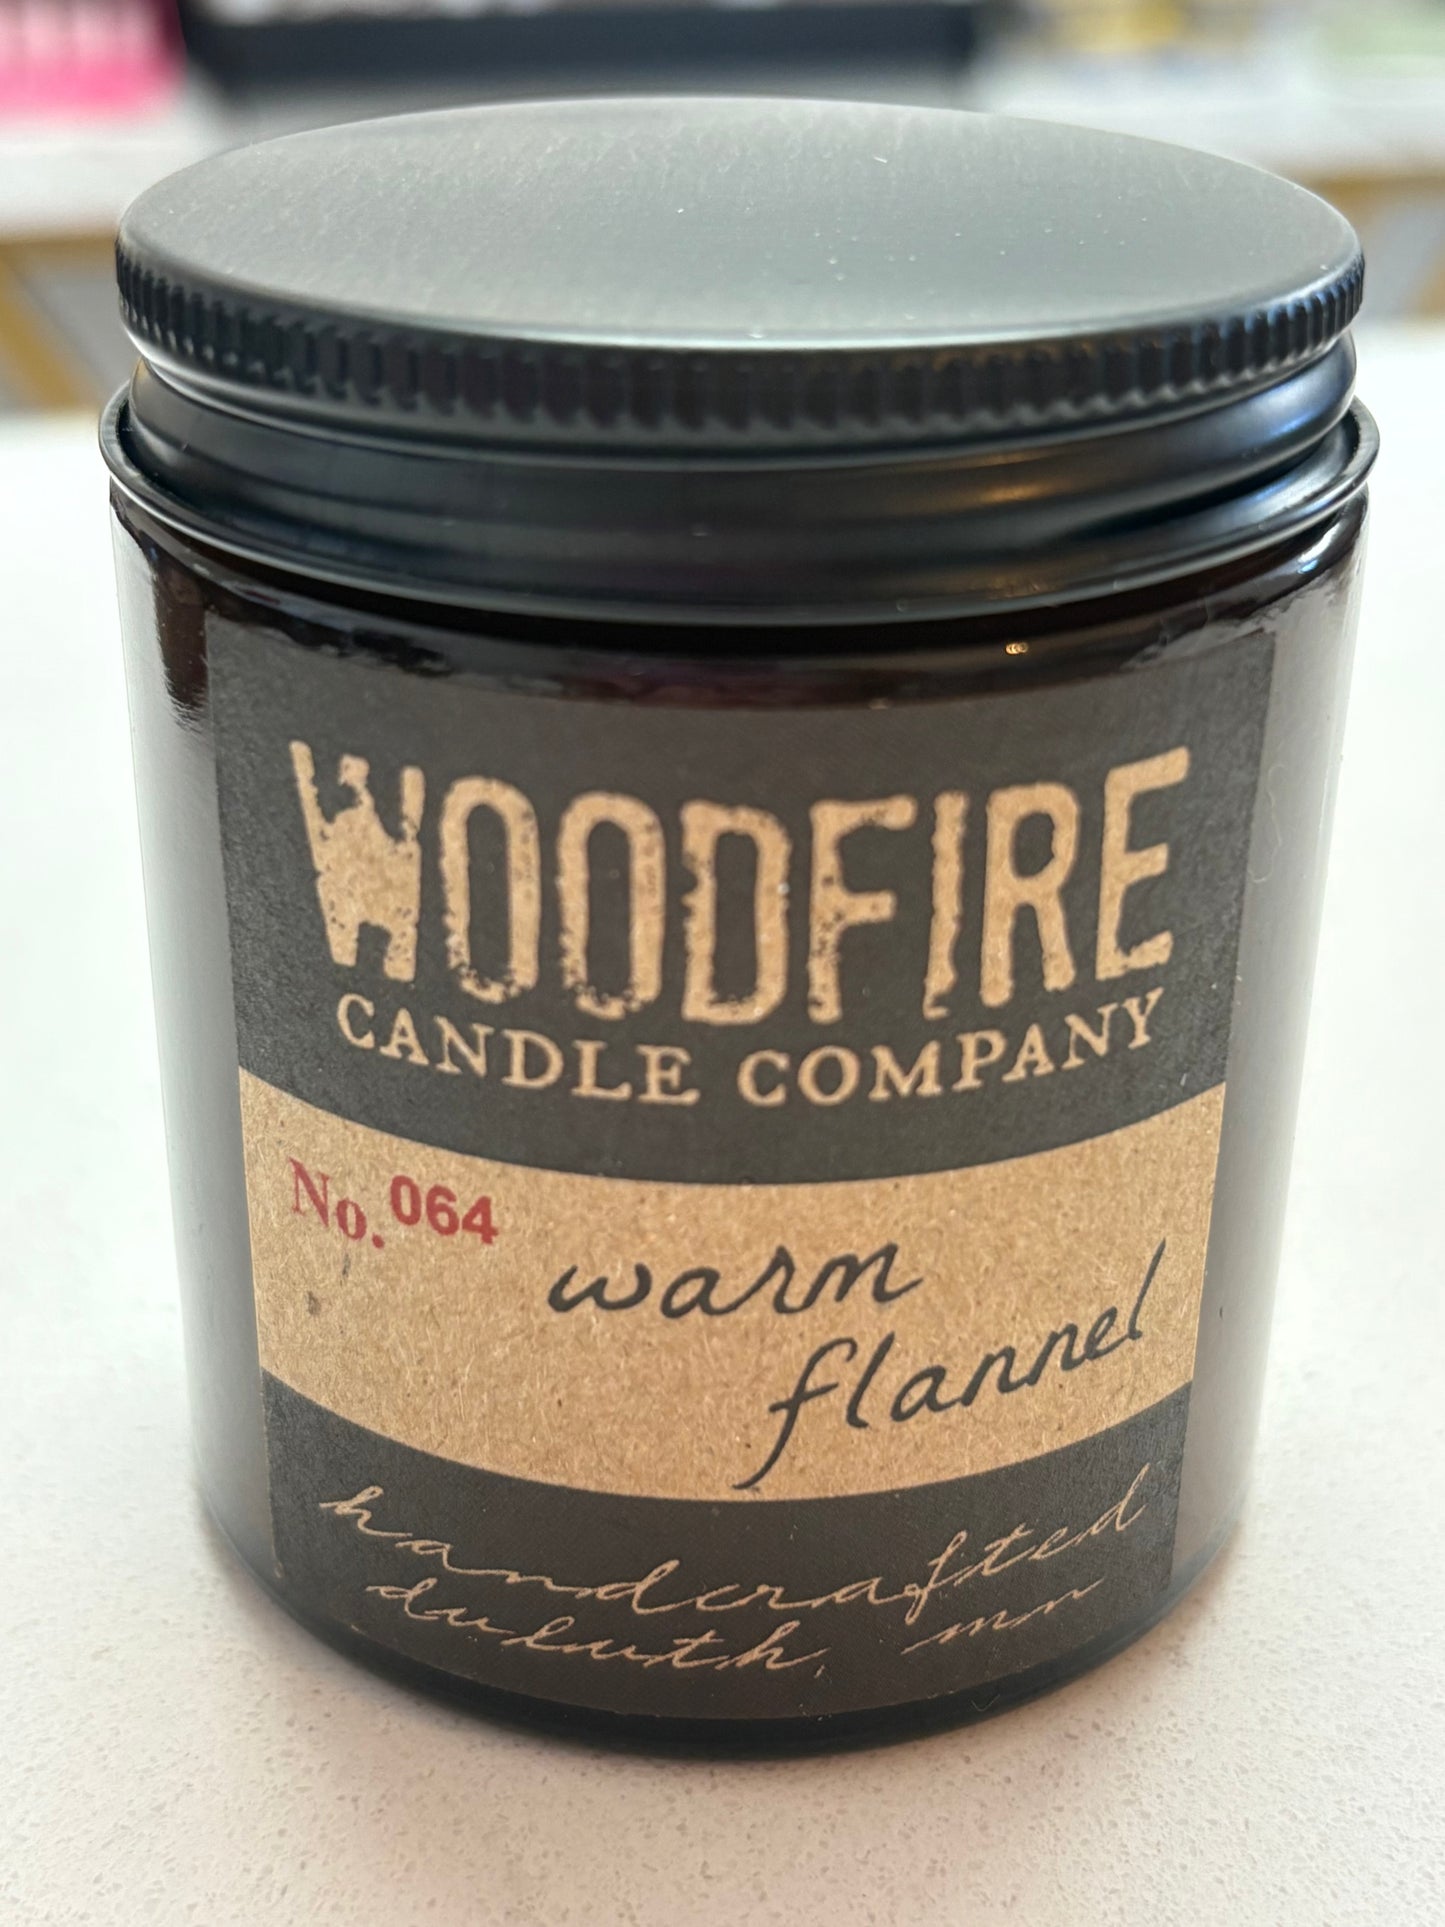 WOODFIRE
CANDLE COMPANY
No. 064
warm
flannel
handcrafted
duluth, mn